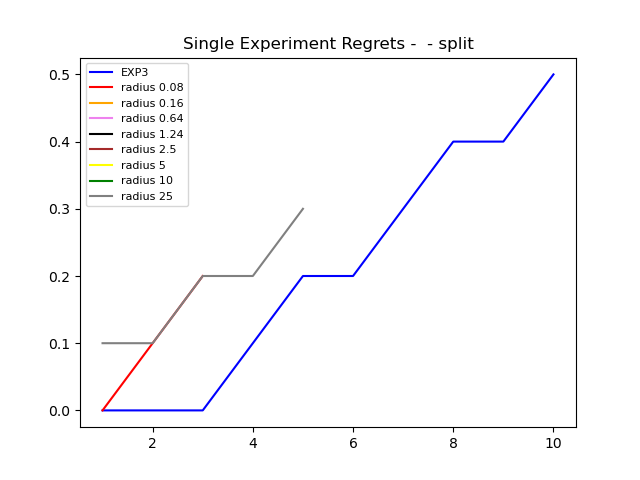 Single Experiment Regrets -  - split
EXP3
radius 0.08
radius 0.16
radius 0.64
radius 1.24
radius 2.5
radius 5
radius 10
radius 25
0.5
0.4
0.3
0.2
0.1
0.0
2 4 6 8 10